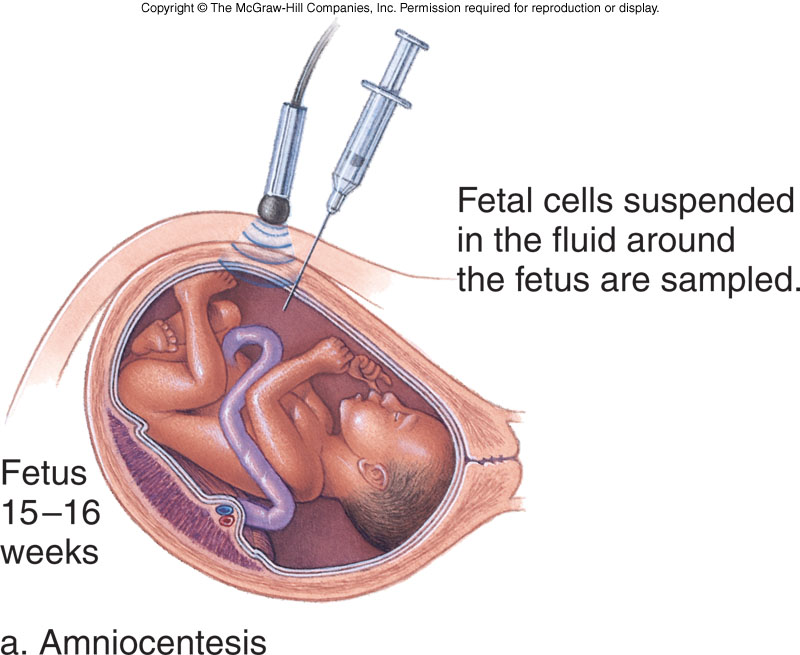 Copyright © The McGraw-Hill Companies, Inc. Permission required for reproduction or display.
Fetal cells suspended
in the fluid around
the fetus are sampled.
Fetus
15–16
weeks
a. Amniocentesis